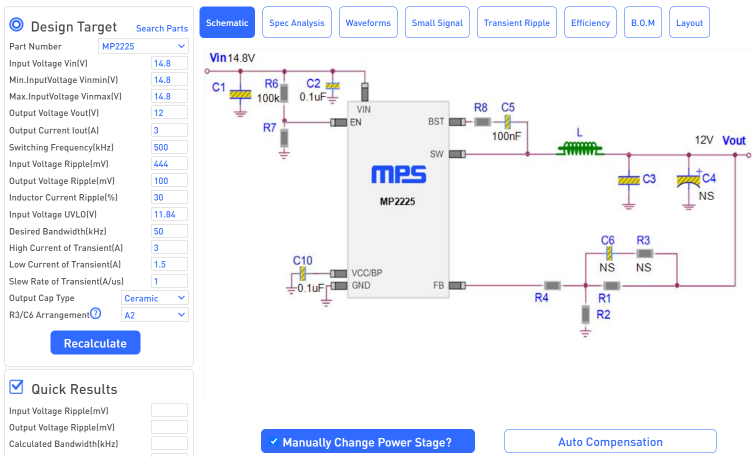 Design Target Search Parts
Part Number MP2225
Input Voltage Vin(V) 14.8
Min.InputVoltage Vinmin(V) 14.8
Max.InputVoltage Vinmax(V) 14.8
Output Voltage Vout(V) 12
Output Current Iout(A) 3
Switching Frequency(kHz) 500
Input Voltage Ripple(mV) 444
Output Voltage Ripple(mV) 100
Inductor Current Ripple(%) 30
Input Voltage UVLO(V) 11.84
Desired Bandwidth(kHz) 50
High Current of Transient(A) 3
Low Current of Transient(A) 1.5
Slew Rate of Transient(A/us) 1
Output Cap Type Ceramic
R3/C6 Arrangement ? A2
Recalculate
Quick Results
Input Voltage Ripple(mV)
Output Voltage Ripple(mV)
Calculated Bandwidth(kHz)
Schematic Spec Analysis Waveforms Small Signal Transient Ripple Efficiency B.O.M Layout
Vin 14.8V
C1 R6 C2
100k 0.1uF
R7
VIN
EN BST
SW
R8 C5
100nF
L
12V Vout
C3 + C4
NS
MPS
MP2225
C10
0.1uF
VCC/BP
GND FB
C6 R3
NS NS
R4 R1
R2
Manually Change Power Stage? Auto Compensation